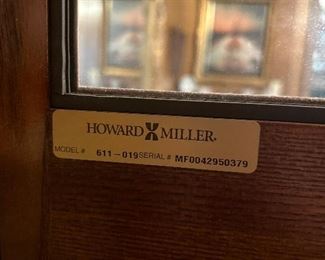 HOWARD MILLER.
MODEL # 611-019 SERIAL # MF0042950379